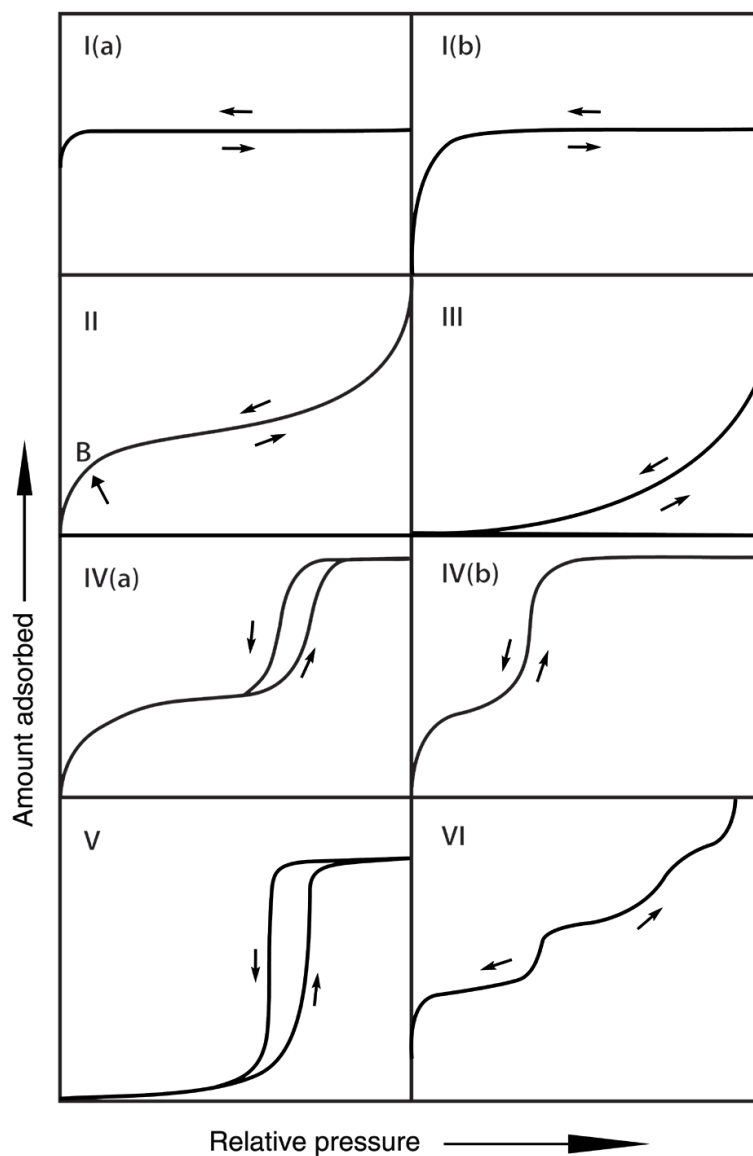 I(a)
I(b)
II
III
B
IV(a)
IV(b)
V
VI
Amount adsorbed
Relative pressure